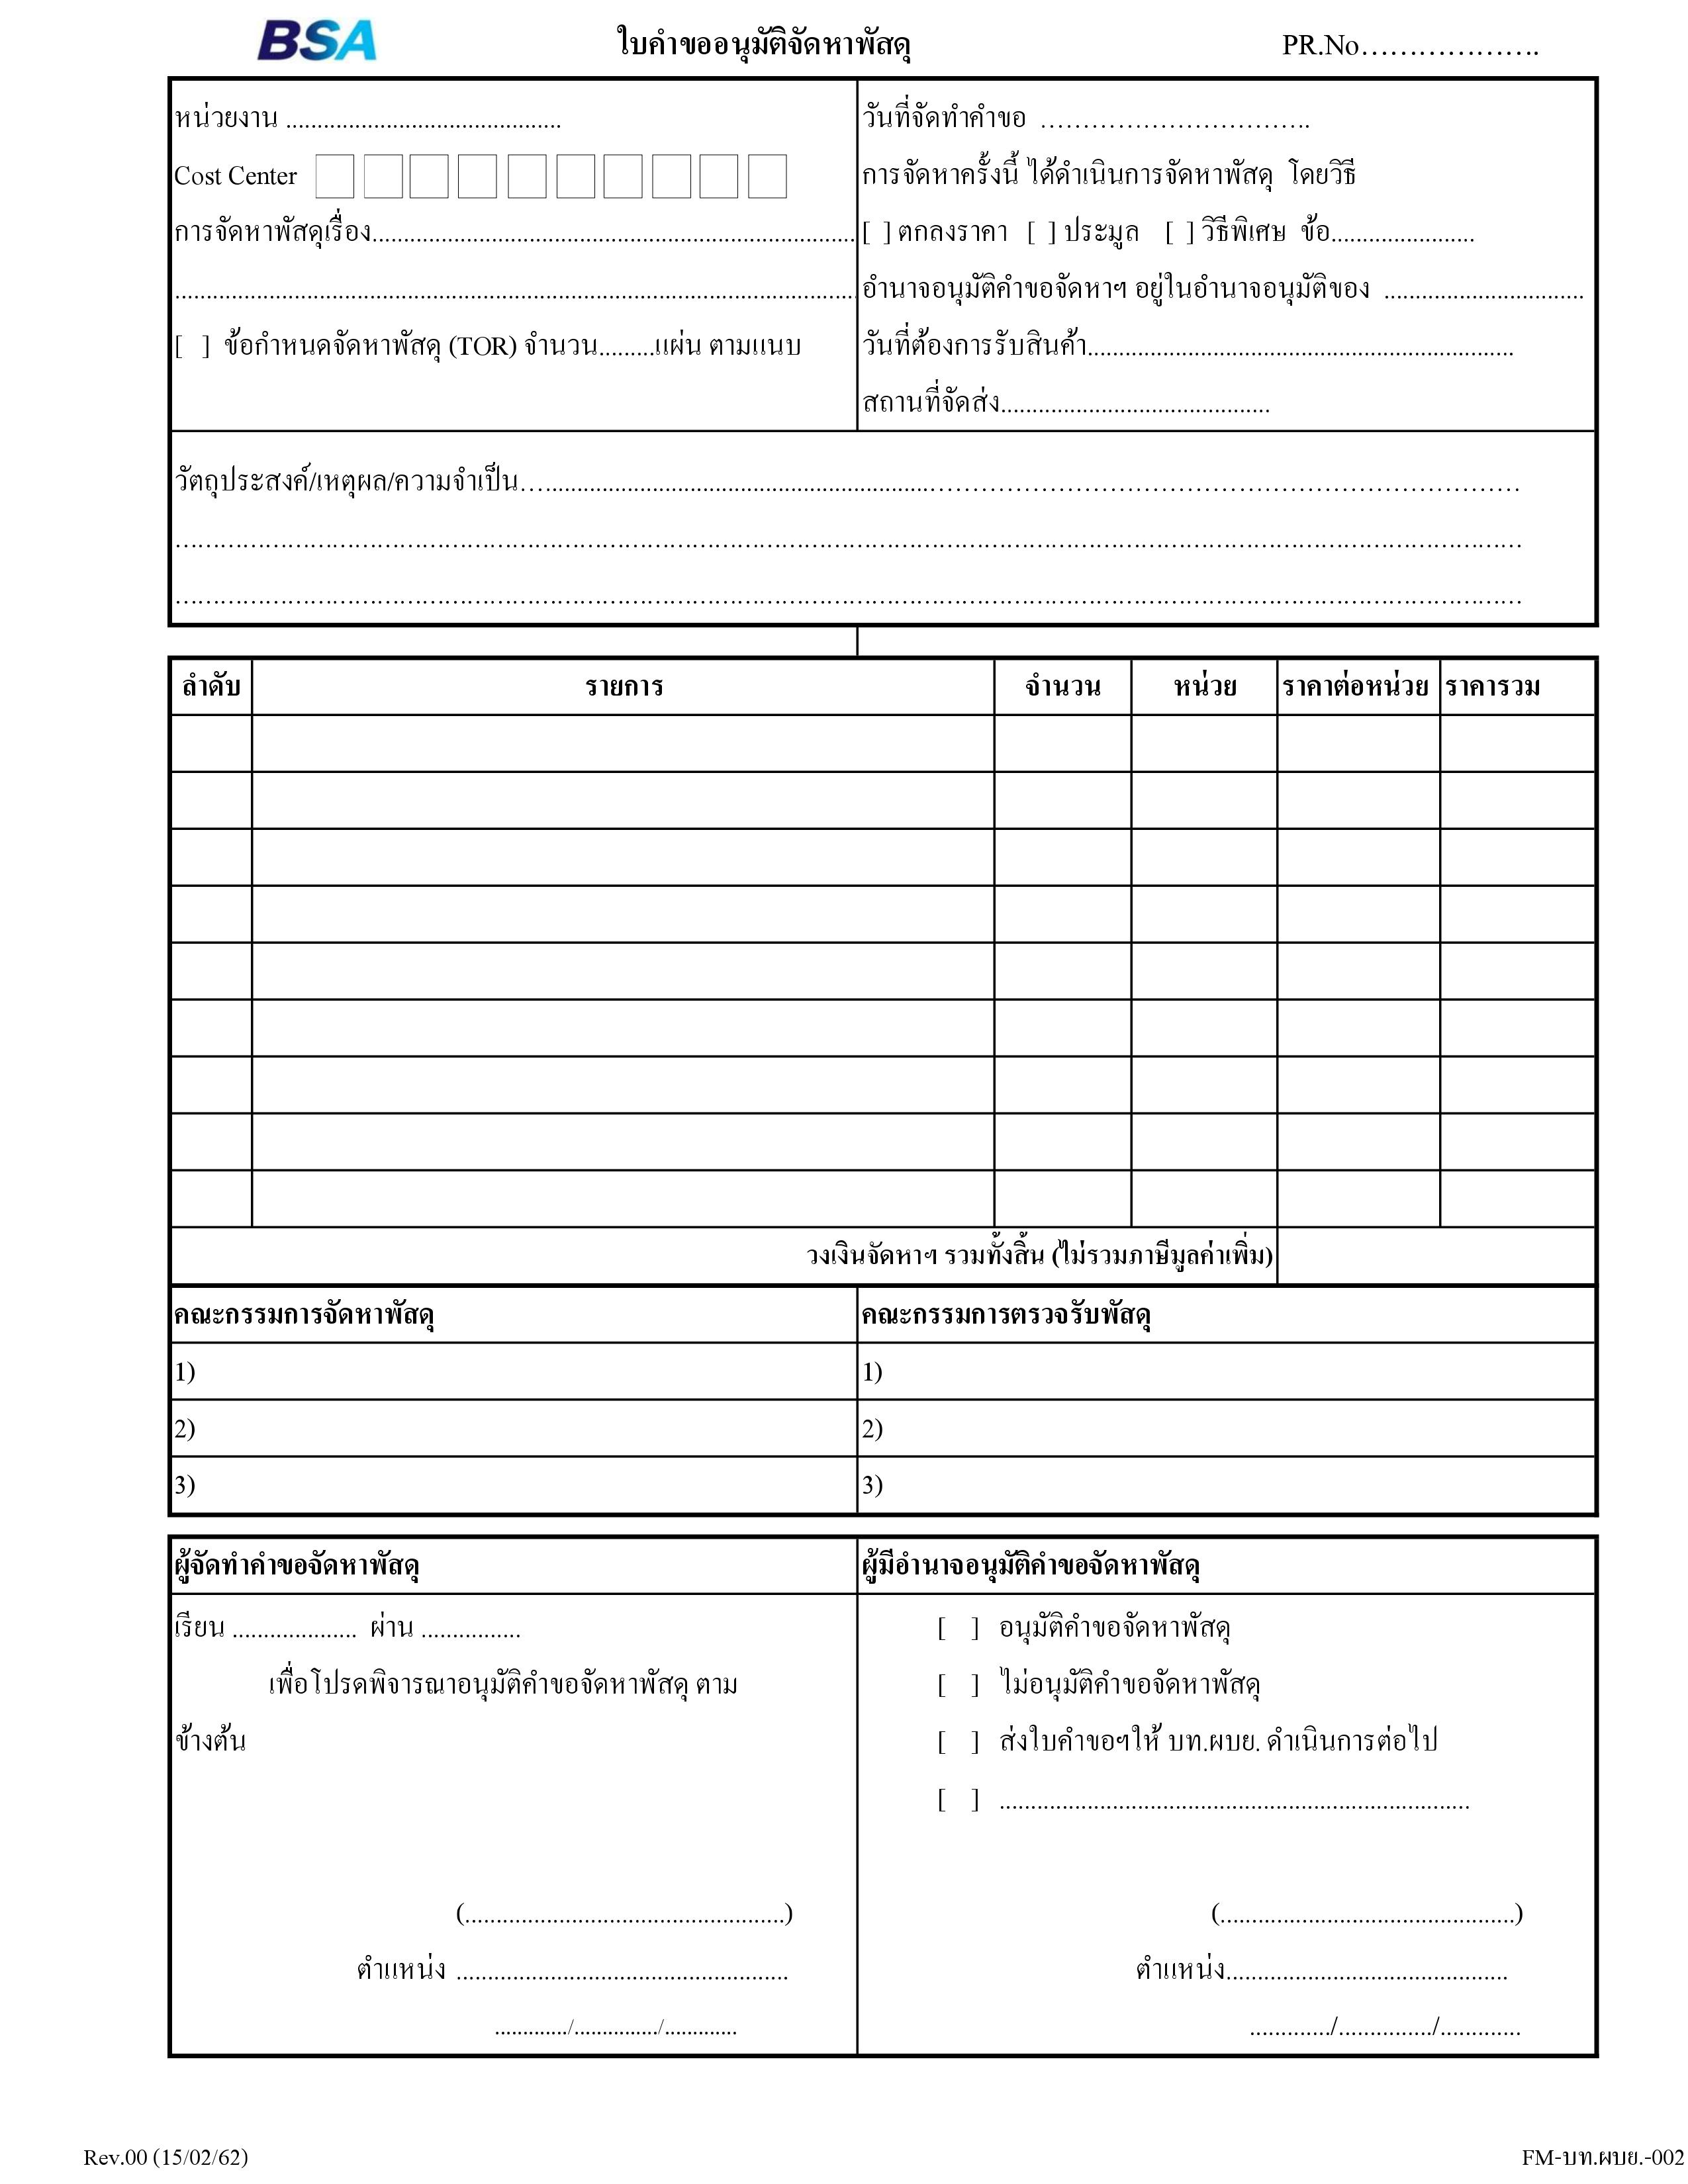 BSA ใบคำขออนุมัติจัดหาพัสดุ PR.No……………….
หน่วยงาน ............................................
Cost Center
การจัดหาพัสดุเรื่อง.............................................................................
.............................................................................................................
[ ] ข้อกำหนดจัดหาพัสดุ (TOR) จำนวน.........แผ่น ตามแนบ
วันที่จัดทำคำขอ ………………………….
การจัดหาครั้งนี้ ได้ดำเนินการจัดหาพัสดุ โดยวิธี
[ ] ตกลงราคา [ ] ประมูล [ ] วิธีพิเศษ ข้อ.......................
อำนาจอนุมัติคำขอจัดหาฯ อยู่ในอำนาจอนุมัติของ ................................
วันที่ต้องการรับสินค้า....................................................................
สถานที่จัดส่ง...........................................
วัตถุประสงค์/เหตุผล/ความจำเป็น….............................................................……………………………………………………
……………………………………………………………………………………………………………………………
……………………………………………………………………………………………………………………………
ลำดับ รายการ จำนวน หน่วย ราคาต่อหน่วย ราคารวม
วงเงินจัดหาฯ รวมทั้งสิ้น (ไม่รวมภาษีมูลค่าเพิ่ม)
คณะกรรมการจัดหาพัสดุ คณะกรรมการตรวจรับพัสดุ
1) 1)
2) 2)
3) 3)
ผู้จัดทำคำขอจัดหาพัสดุ ผู้มีอำนาจอนุมัติคำขอจัดหาพัสดุ
เรียน .................... ผ่าน ................
เพื่อโปรดพิจารณาอนุมัติคำขอจัดหาพัสดุ ตาม
ข้างต้น
(...................................................)
ตำแหน่ง .....................................................
............./.............../.............
[ ] อนุมัติคำขอจัดหาพัสดุ
[ ] ไม่อนุมัติคำขอจัดหาพัสดุ
[ ] ส่งใบคำขอฯให้ บท.ผบย. ดำเนินการต่อไป
[ ] ...........................................................................
(...............................................)
ตำแหน่ง.............................................
............./.............../.............
Rev.00 (15/02/62) FM-บท.ผบย.-002